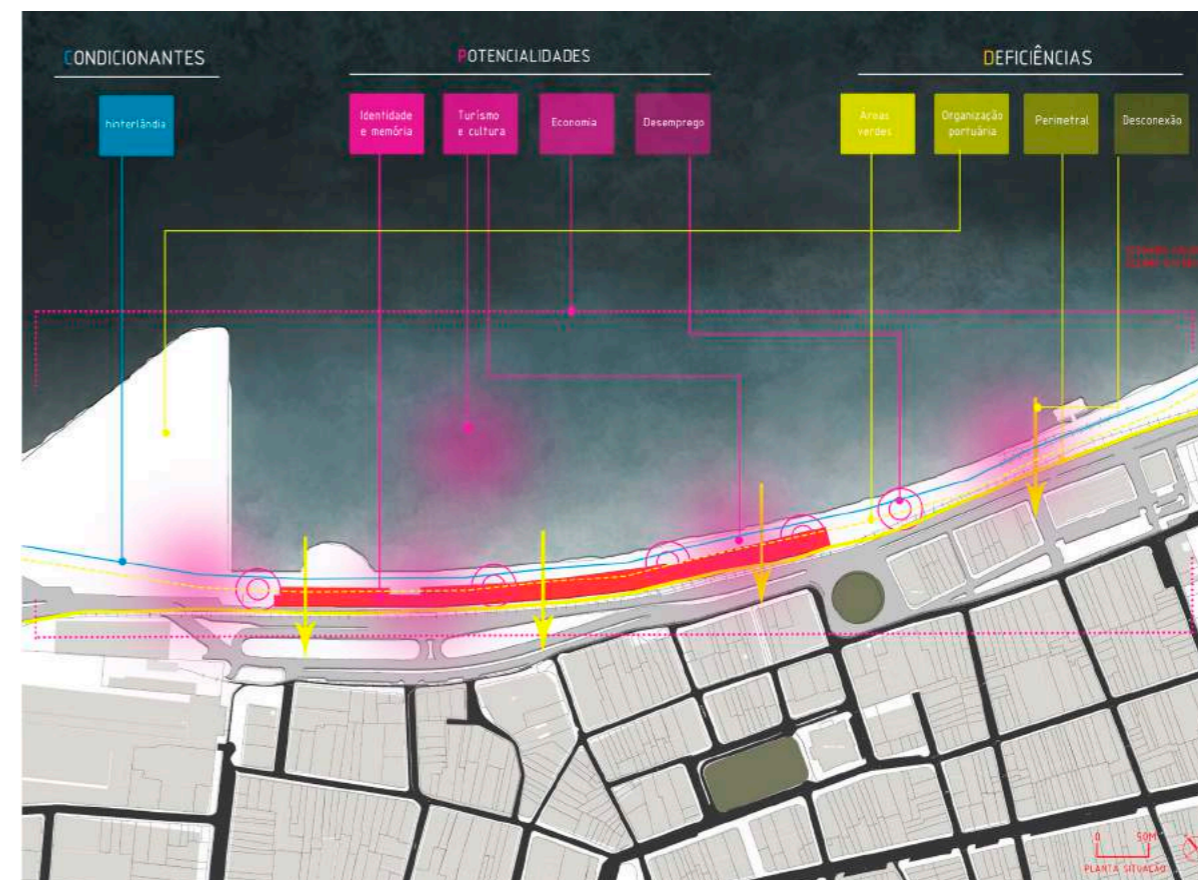 CONDICIONANTES
POTENCIALIDADES
DEFICIÊNCIAS
hinterlândia
Identidade
e memória
Turismo
e cultura
Economia
Desemprego
Áreas
verdes
Organização
portuária
Perimetral
Desconexão
0 50M
PLANTA SITUAÇÃO